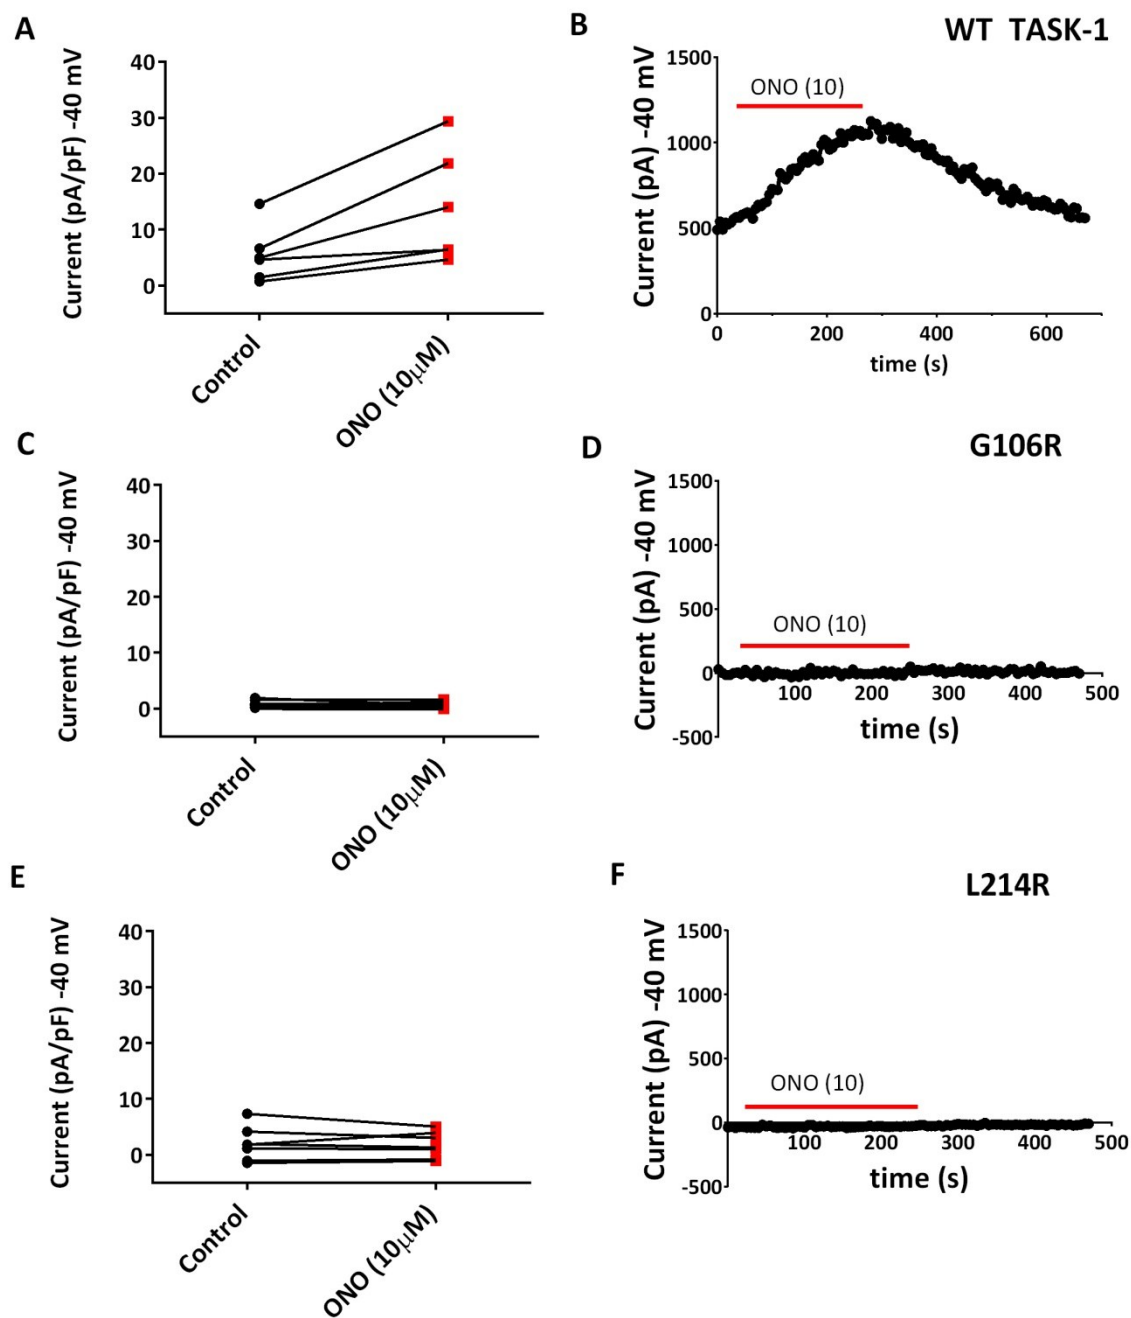 A
Current (pA/pF) -40 mV
40
30
20
10
0
Control
ONO (10μM)
B
WT TASK-1
Current (pA) -40 mV
1500
1000
500
0
ONO (10)
0
200
400
600
time (s)
C
Current (pA/pF) -40 mV
40
30
20
10
0
Control
ONO (10μM)
D
G106R
Current (pA) -40 mV
1500
1000
500
0
-500
ONO (10)
100
200
300
400
500
time (s)
E
Current (pA/pF) -40 mV
40
30
20
10
0
Control
ONO (10μM)
F
L214R
Current (pA) -40 mV
1500
1000
500
0
-500
ONO (10)
100
200
300
400
500
time (s)